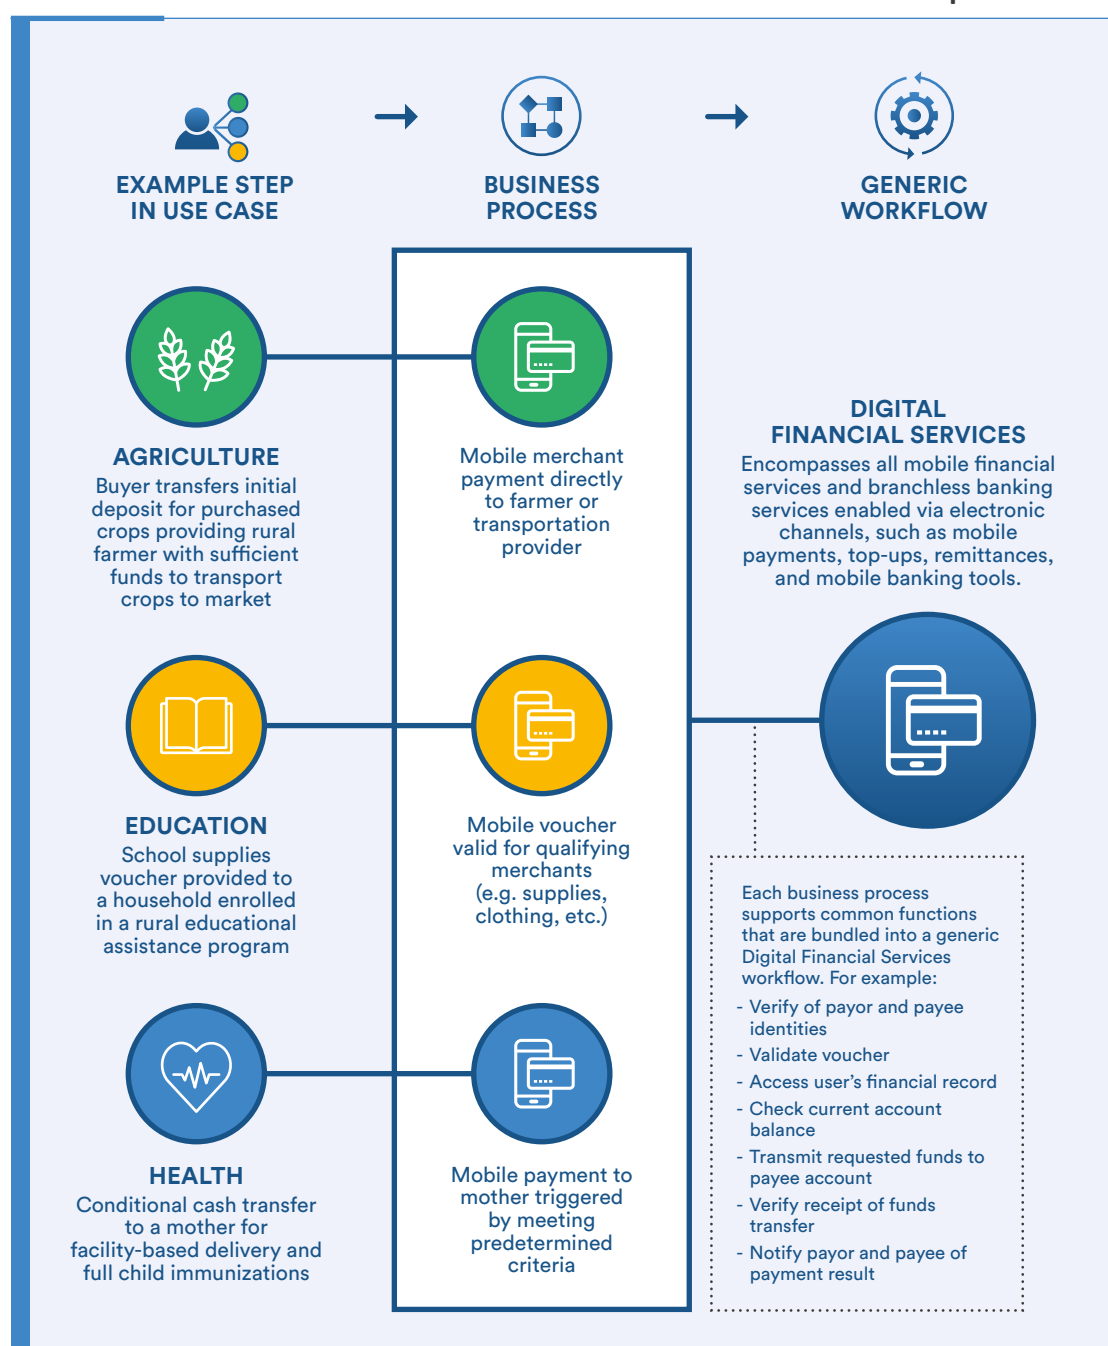 EXAMPLE STEP
IN USE CASE
BUSINESS
PROCESS
GENERIC
WORKFLOW
AGRICULTURE
Buyer transfers initial
deposit for purchased
crops providing rural
farmer with sufficient
funds to transport
crops to market
Mobile merchant
payment directly
to farmer or
transportation
provider
DIGITAL
FINANCIAL SERVICES
Encompasses all mobile financial
services and branchless banking
services enabled via electronic
channels, such as mobile
payments, top-ups, remittances,
and mobile banking tools.
EDUCATION
School supplies
voucher provided to
a household enrolled
in a rural educational
assistance program
Mobile voucher
valid for qualifying
merchants
(e.g. supplies,
clothing, etc.)
Each business process
supports common functions
that are bundled into a generic
Digital Financial Services
workflow. For example:
- Verify of payor and payee
identities
- Validate voucher
- Access user's financial record
- Check current account
balance
- Transmit requested funds to
payee account
- Verify receipt of funds
transfer
- Notify payor and payee of
payment result
HEALTH
Conditional cash transfer
to a mother for
facility-based delivery and
full child immunizations
Mobile payment to
mother triggered
by meeting
predetermined
criteria